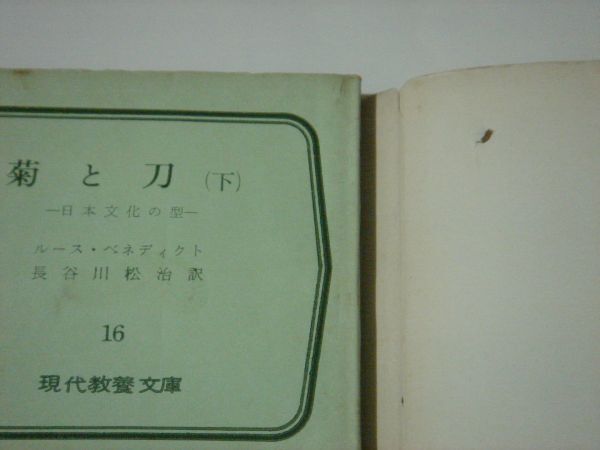 菊と刀(下)
―日本文化の型―
ルース・ベネディクト
長谷川松治訳
16
現代教養文庫